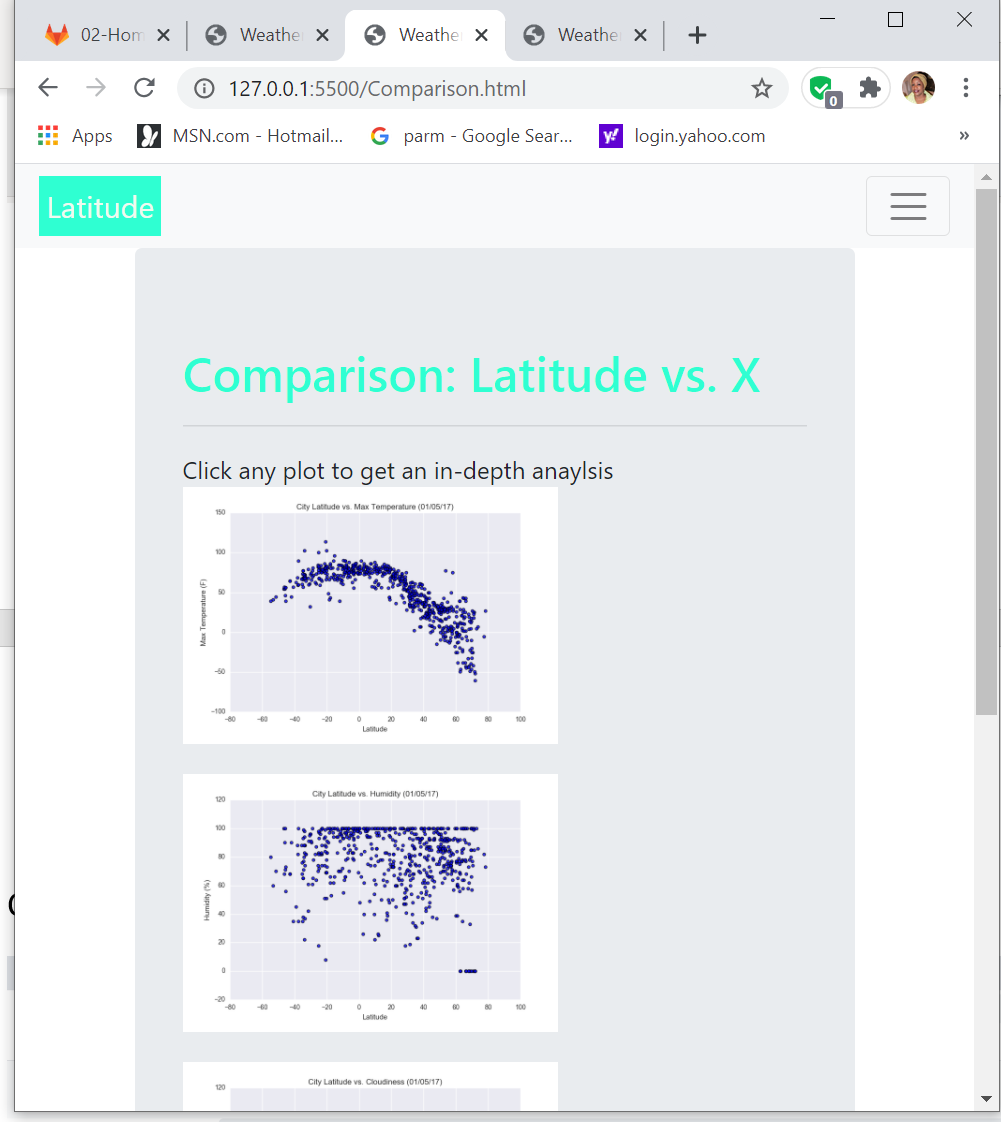 02-Hom
Weathe
Weathe
Weathe
127.0.0.1:5500/Comparison.html
0
Apps
MSN.com - Hotmail...
parm - Google Sear...
login.yahoo.com
»
Latitude
Comparison: Latitude vs. X
Click any plot to get an in-depth anaylsis
City Latitude vs. Max Temperature (01/05/17)
150
100
50
0
−50
−100
Max Temperature (F)
−80 −60 −40 −20 0 20 40 60 80 100
Latitude
City Latitude vs. Humidity (01/05/17)
120
100
80
60
40
20
0
−20
Humidity (%)
−80 −60 −40 −20 0 20 40 60 80 100
Latitude
City Latitude vs. Cloudiness (01/05/17)
120